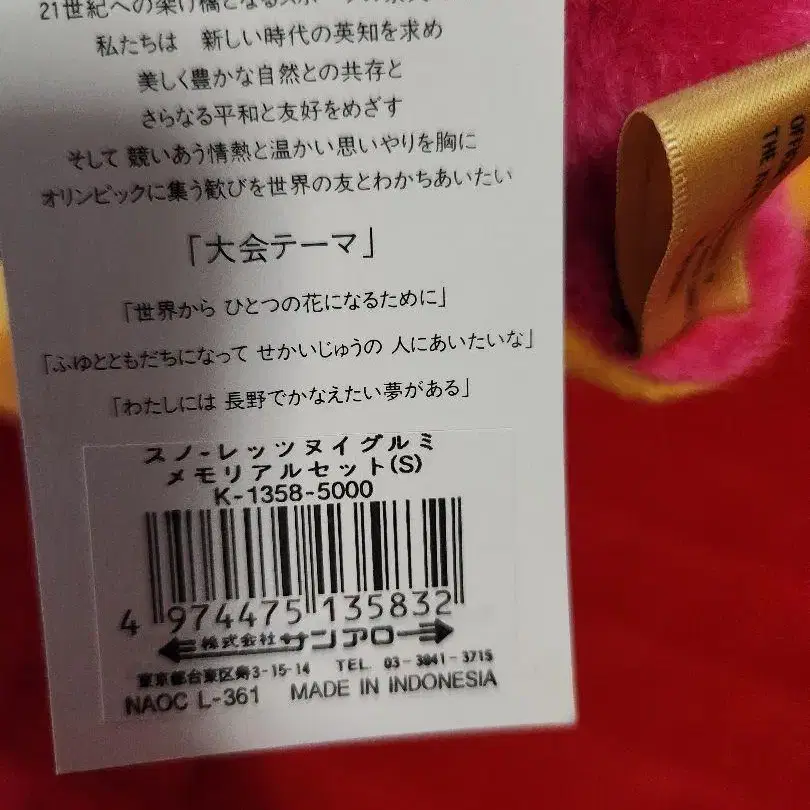 21世紀への架け橋となる
私たちは 新しい時代の英知を求め
美しく豊かな自然との共存と
さらなる平和と友好をめざす
そして 競いあう情熱と温かい思いやりを胸に
オリンピックに集う歓びを世界の友とわかちあいたい
「大会テーマ」
「世界から ひとつの花になるために」
「ふゆとともだちになって せかいじゅうの 人にあいたいな」
「わたしには 長野でかなえたい夢がある」
スノーレッツヌイグルミ
メモリアルセット(S)
K-1358-5000
4 974475 135832
株式会社 サンアロー
東京都台東区寿3-15-14 TEL 03-3841-3715
NAOC L-361 MADE IN INDONESIA
THE